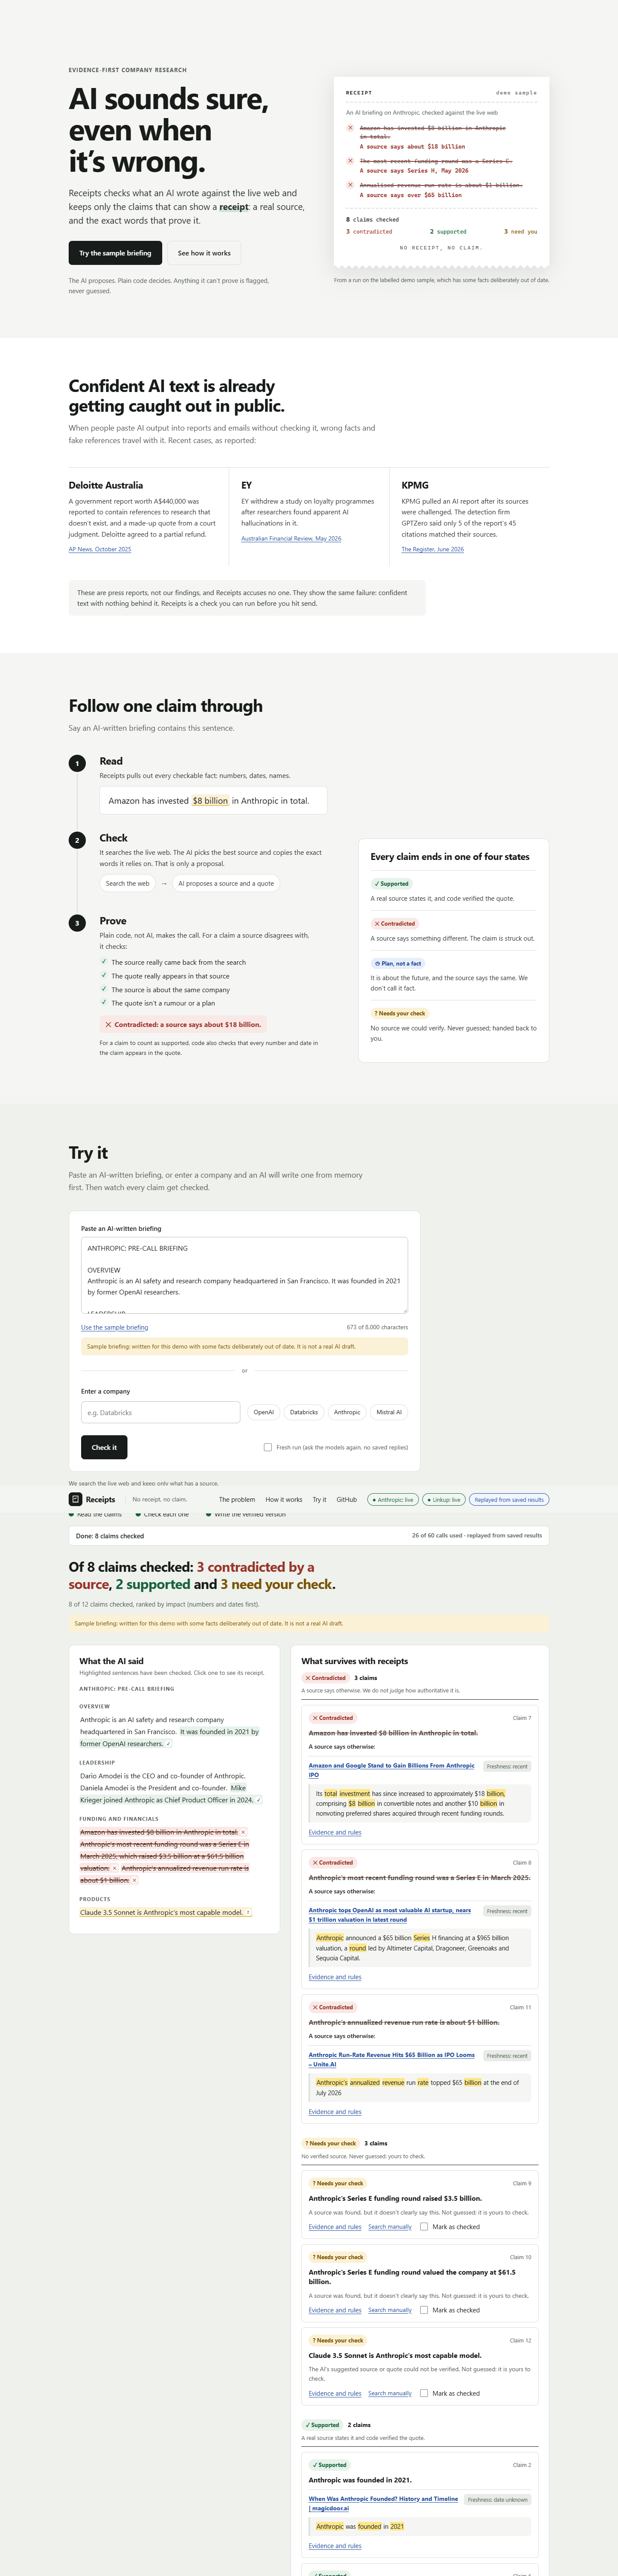 EVIDENCE-FIRST COMPANY RESEARCH
AI sounds sure,
even when
it's wrong.
Receipts checks what an AI wrote against the live web and
keeps only the claims that can show a receipt: a real source,
and the exact words that prove it.
Try the sample briefing
See how it works
The AI proposes. Plain code decides. Anything it can't prove is flagged,
never guessed.
RECEIPT
demo sample
An AI briefing on Anthropic, checked against the live web
Amazon has invested $8 billion in Anthropic
in total.
A source says about $18 billion
The most recent funding round was a Series E.
A source says Series H, May 2026
Annualised revenue run rate is about $1 billion.
A source says over $65 billion
8 claims checked
3 contradicted
2 supported
3 need you
NO RECEIPT, NO CLAIM.
From a run on the labelled demo sample, which has some facts deliberately out of date.
Confident AI text is already
getting caught out in public.
When people paste AI output into reports and emails without checking it, wrong facts and
fake references travel with it. Recent cases, as reported:
Deloitte Australia
A government report worth A$440,000 was
reported to contain references to research that
doesn't exist, and a made-up quote from a court
judgment. Deloitte agreed to a partial refund.
AP News, October 2025
EY
EY withdrew a study on loyalty programmes
after researchers found apparent AI
hallucinations in it.
Australian Financial Review, May 2026
KPMG
KPMG pulled an AI report after its sources
were challenged. The detection firm
GPTZero said only 5 of the report's 45
citations matched their sources.
The Register, June 2026
These are press reports, not our findings, and Receipts accuses no one. They show the same failure: confident
text with nothing behind it. Receipts is a check you can run before you hit send.
Follow one claim through
Say an AI-written briefing contains this sentence.
1
Read
Receipts pulls out every checkable fact: numbers, dates, names.
Amazon has invested $8 billion in Anthropic in total.
2
Check
It searches the live web. The AI picks the best source and copies the exact
words it relies on. That is only a proposal.
Search the web → AI proposes a source and a quote
3
Prove
Plain code, not AI, makes the call. For a claim a source disagrees with,
it checks:
✓ The source really came back from the search
✓ The quote really appears in that source
✓ The source is about the same company
✓ The quote isn't a rumour or a plan
✕ Contradicted: a source says about $18 billion.
For a claim to count as supported, code also checks that every number and date in
the claim appears in the quote.
Every claim ends in one of four states
✓ Supported
A real source states it, and code verified the quote.
✕ Contradicted
A source says something different. The claim is struck out.
Plan, not a fact
It is about the future, and the source says the same. We
don't call it fact.
? Needs your check
No source we could verify. Never guessed; handed back to
you.
Try it
Paste an AI-written briefing, or enter a company and an AI will write one from memory
first. Then watch every claim get checked.
Paste an AI-written briefing
ANTHROPIC: PRE-CALL BRIEFING
OVERVIEW
Anthropic is an AI safety and research company headquartered in San Francisco. It was founded in 2021
by former OpenAI researchers.
LEADERSHIP
Use the sample briefing
673 of 8,000 characters
Sample briefing: written for this demo with some facts deliberately out of date. It is not a real AI draft.
or
Enter a company
e.g. Databricks
OpenAI
Databricks
Anthropic
Mistral AI
Check it
Fresh run (ask the models again, no saved replies)
We search the live web and keep only what has a source.
Receipts
No receipt, no claim.
The problem
How it works
Try it
GitHub
Anthropic: live
Linkup: live
Replayed from saved results
Read the claims
Check each one
Write the verified version
Done: 8 claims checked
26 of 60 calls used · replayed from saved results
Of 8 claims checked: 3 contradicted by a
source, 2 supported and 3 need your check.
8 of 12 claims checked, ranked by impact (numbers and dates first).
Sample briefing: written for this demo with some facts deliberately out of date. It is not a real AI draft.
What the AI said
Highlighted sentences have been checked. Click one to see its receipt.
ANTHROPIC: PRE-CALL BRIEFING
OVERVIEW
Anthropic is an AI safety and research company
headquartered in San Francisco. It was founded in 2021 by
former OpenAI researchers. ✓
LEADERSHIP
Dario Amodei is the CEO and co-founder of Anthropic.
Daniela Amodei is the President and co-founder. Mike
Krieger joined Anthropic as Chief Product Officer in 2024. ✓
FUNDING AND FINANCIALS
Amazon has invested $8 billion in Anthropic in total. ✕
Anthropic's most recent funding round was a Series E in
March 2025, which raised $3.5 billion at a $61.5 billion
valuation. ✕ Anthropic's annualized revenue run rate is
about $1 billion. ✕
PRODUCTS
Claude 3.5 Sonnet is Anthropic's most capable model. ?
What survives with receipts
✕ Contradicted 3 claims
A source says otherwise. We do not judge how authoritative it is.
✕ Contradicted
Claim 7
Amazon has invested $8 billion in Anthropic in total.
A source says otherwise:
Amazon and Google Stand to Gain Billions From Anthropic
IPO
Freshness: recent
Its total investment has since increased to approximately $18 billion,
comprising $8 billion in convertible notes and another $10 billion in
nonvoting preferred shares acquired through recent funding rounds.
Evidence and rules
✕ Contradicted
Claim 8
Anthropic's most recent funding round was a Series E in March 2025.
A source says otherwise:
Anthropic tops OpenAI as most valuable AI startup, nears
$1 trillion valuation in latest round
Freshness: recent
Anthropic announced a $65 billion Series H financing at a $965 billion
valuation, a round led by Altimeter Capital, Dragoneer, Greenoaks and
Sequoia Capital.
Evidence and rules
✕ Contradicted
Claim 11
Anthropic's annualized revenue run rate is about $1 billion.
A source says otherwise:
Anthropic Run-Rate Revenue Hits $65 Billion as IPO Looms
– Unite.AI
Freshness: recent
Anthropic's annualized revenue run rate topped $65 billion at the end of
July 2026
Evidence and rules
? Needs your check 3 claims
No verified source. Never guessed; yours to check.
? Needs your check
Claim 9
Anthropic's Series E funding round raised $3.5 billion.
A source was found, but it doesn't clearly say this. Not guessed: it is yours to check.
Evidence and rules
Search manually
Mark as checked
? Needs your check
Claim 10
Anthropic's Series E funding round valued the company at $61.5
billion.
A source was found, but it doesn't clearly say this. Not guessed: it is yours to check.
Evidence and rules
Search manually
Mark as checked
? Needs your check
Claim 12
Claude 3.5 Sonnet is Anthropic's most capable model.
The AI's suggested source or quote could not be verified. Not guessed: it is yours to
check.
Evidence and rules
Search manually
Mark as checked
✓ Supported 2 claims
A real source states it and code verified the quote.
✓ Supported
Claim 2
Anthropic was founded in 2021.
When Was Anthropic Founded? History and Timeline
| magicdoor.ai
Freshness: date unknown
Anthropic was founded in 2021
Evidence and rules